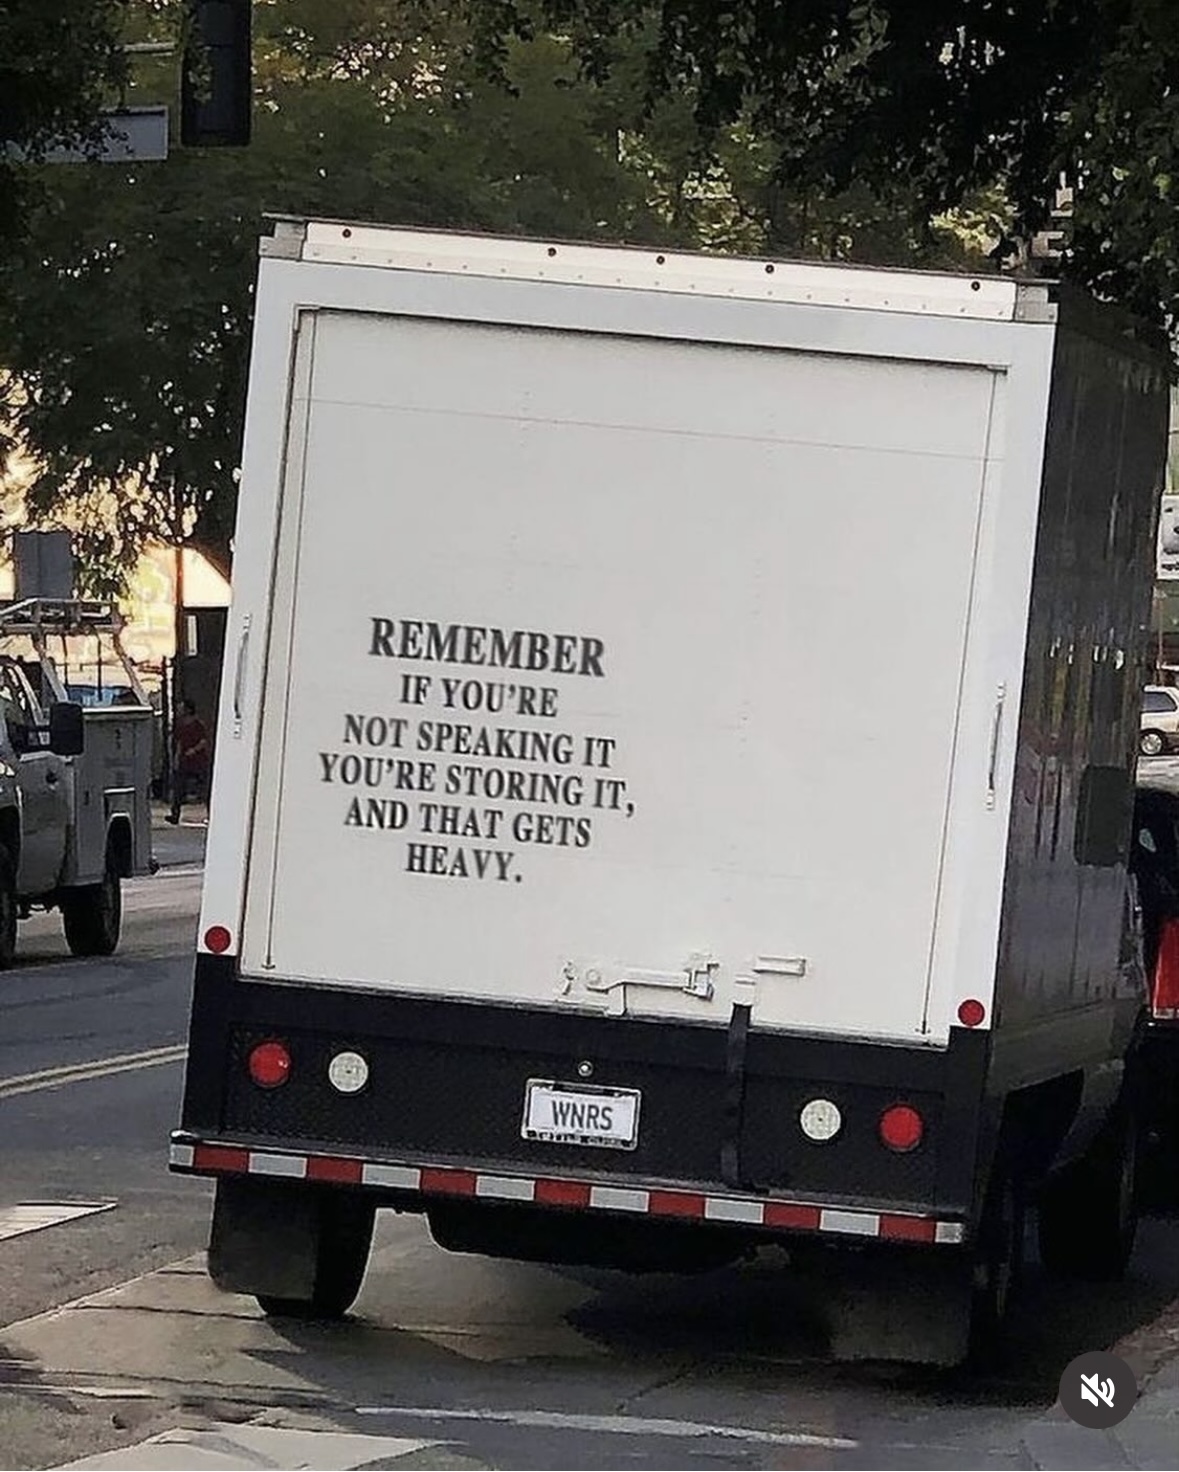 REMEMBER
IF YOU'RE
NOT SPEAKING IT
YOU'RE STORING IT,
AND THAT GETS
HEAVY.
WNRS